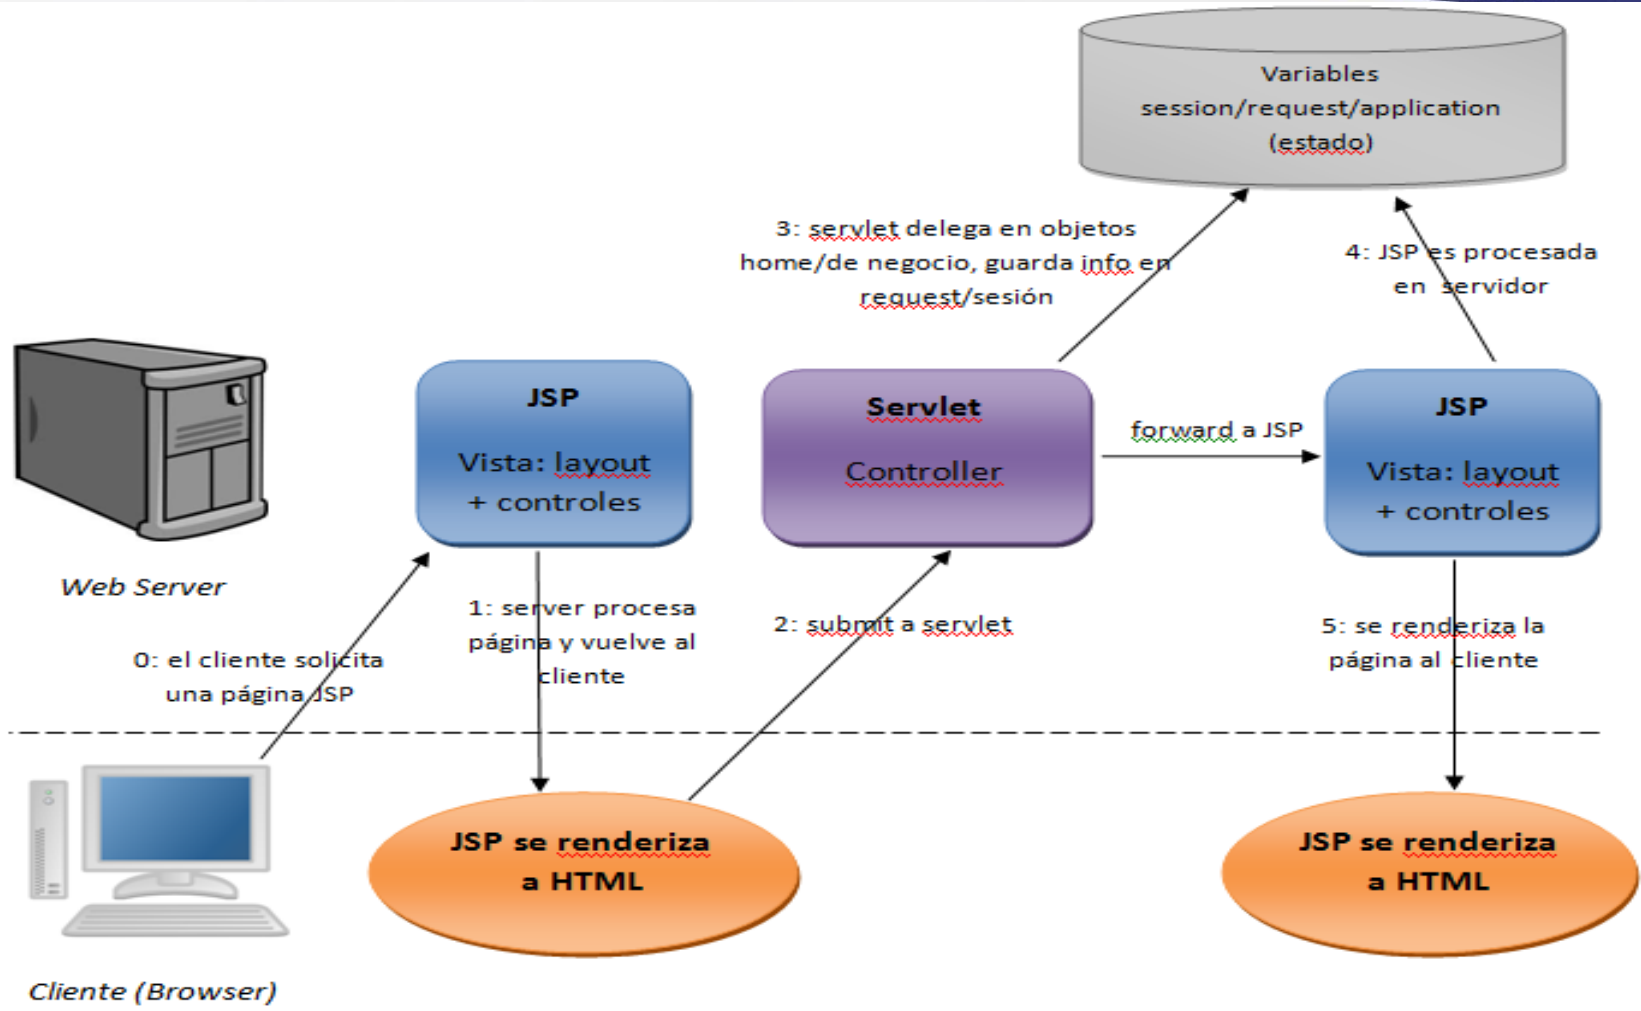 Variables
session/request/application
(estado)
3: servlet delega en objetos
home/de negocio, guarda info en
request/sesión
4: JSP es procesada
en servidor
JSP
Vista: layout
+ controles
Servlet
Controller
forward a JSP
JSP
Vista: layout
+ controles
Web Server
0: el cliente solicita
una página JSP
1: server procesa
página y vuelve al
cliente
2: submit a servlet
5: se renderiza la
página al cliente
JSP se renderiza
a HTML
JSP se renderiza
a HTML
Cliente (Browser)